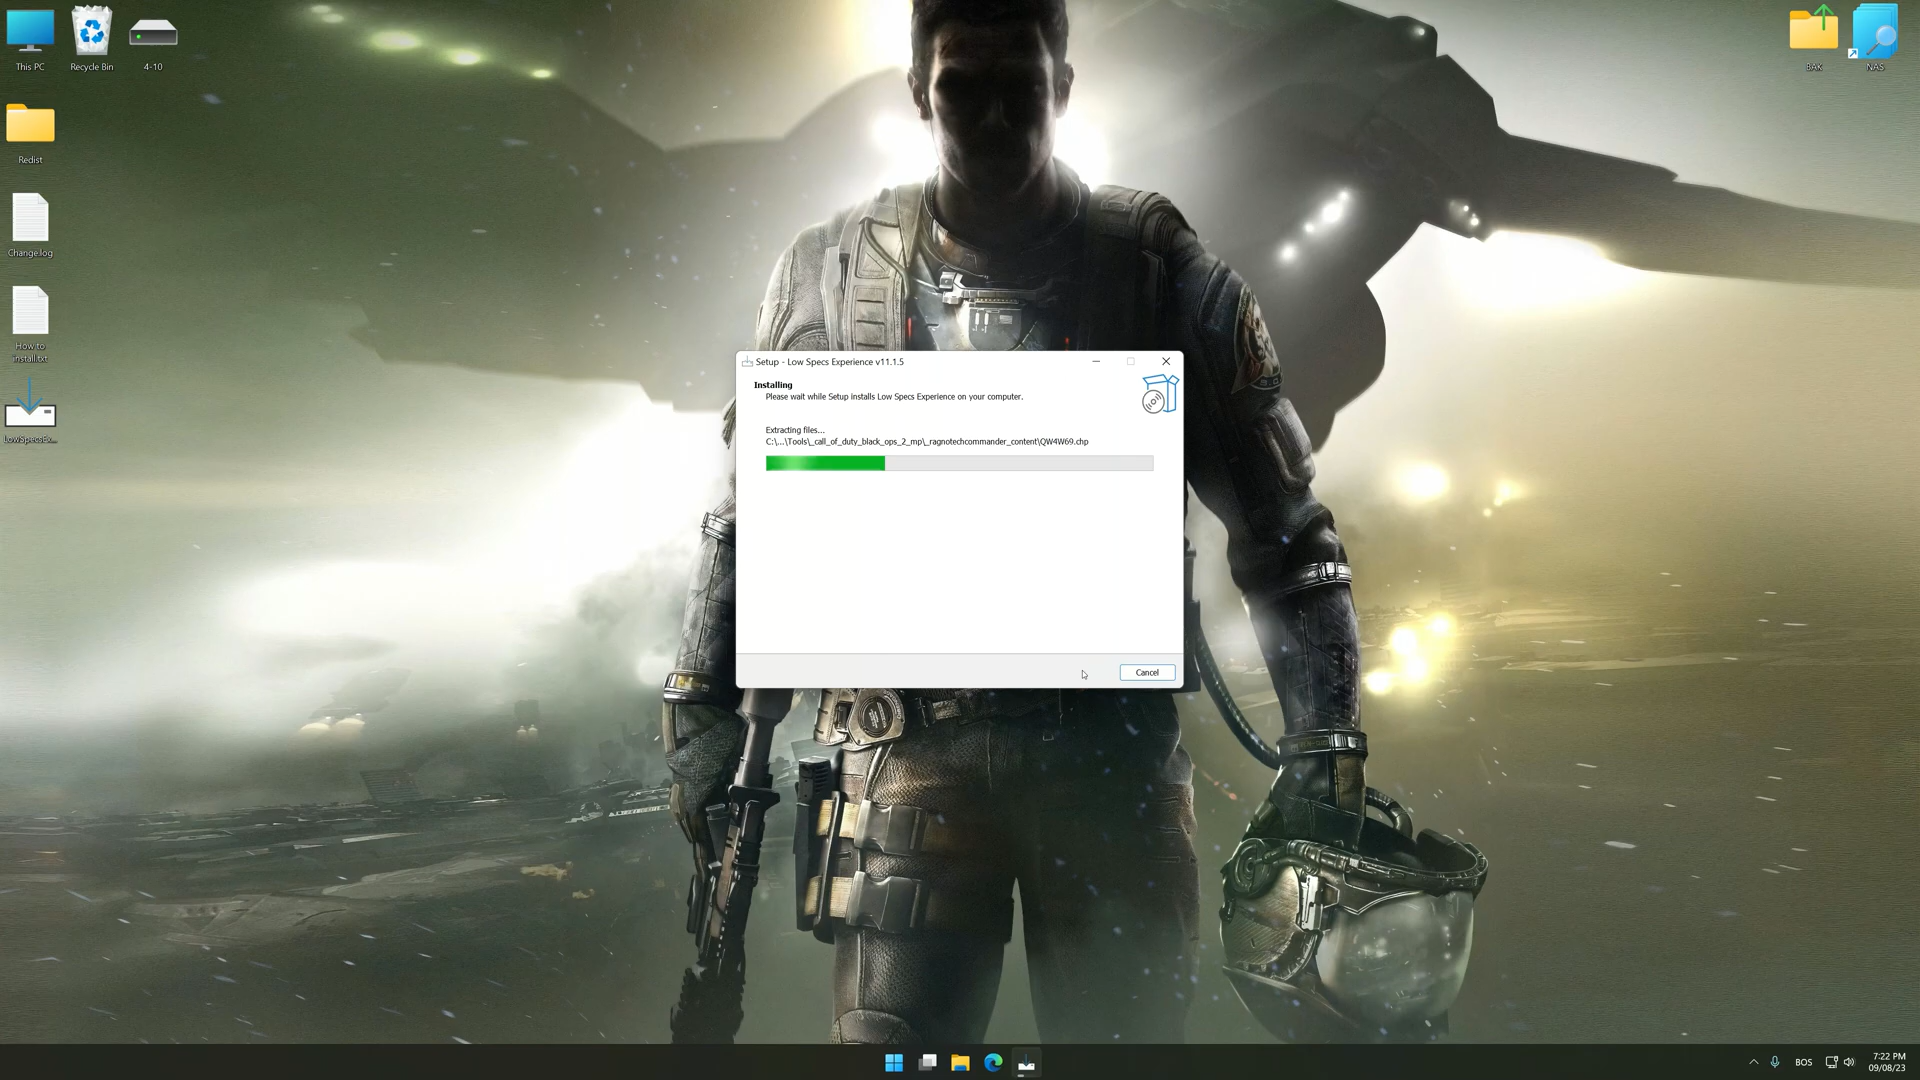 This PC
Recycle Bin
4-10
BAK
NAS
Redist
Change.log
How to
install.txt
LowSpecsEx...
Setup - Low Specs Experience v11.1.5
Installing
Please wait while Setup installs Low Specs Experience on your computer.
Extracting files...
C:\...\Tools\_call_of_duty_black_ops_2_mp\_ragnotechcommander_content\QW4W69.chp
Cancel
BOS
7:22 PM
09/08/23